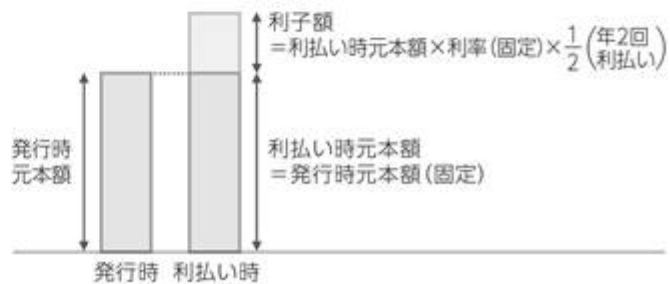 利子額
＝利払い時元本額×利率(固定)×1/2(年2回利払い)
発行時
元本額
利払い時元本額
＝発行時元本額(固定)
発行時 利払い時